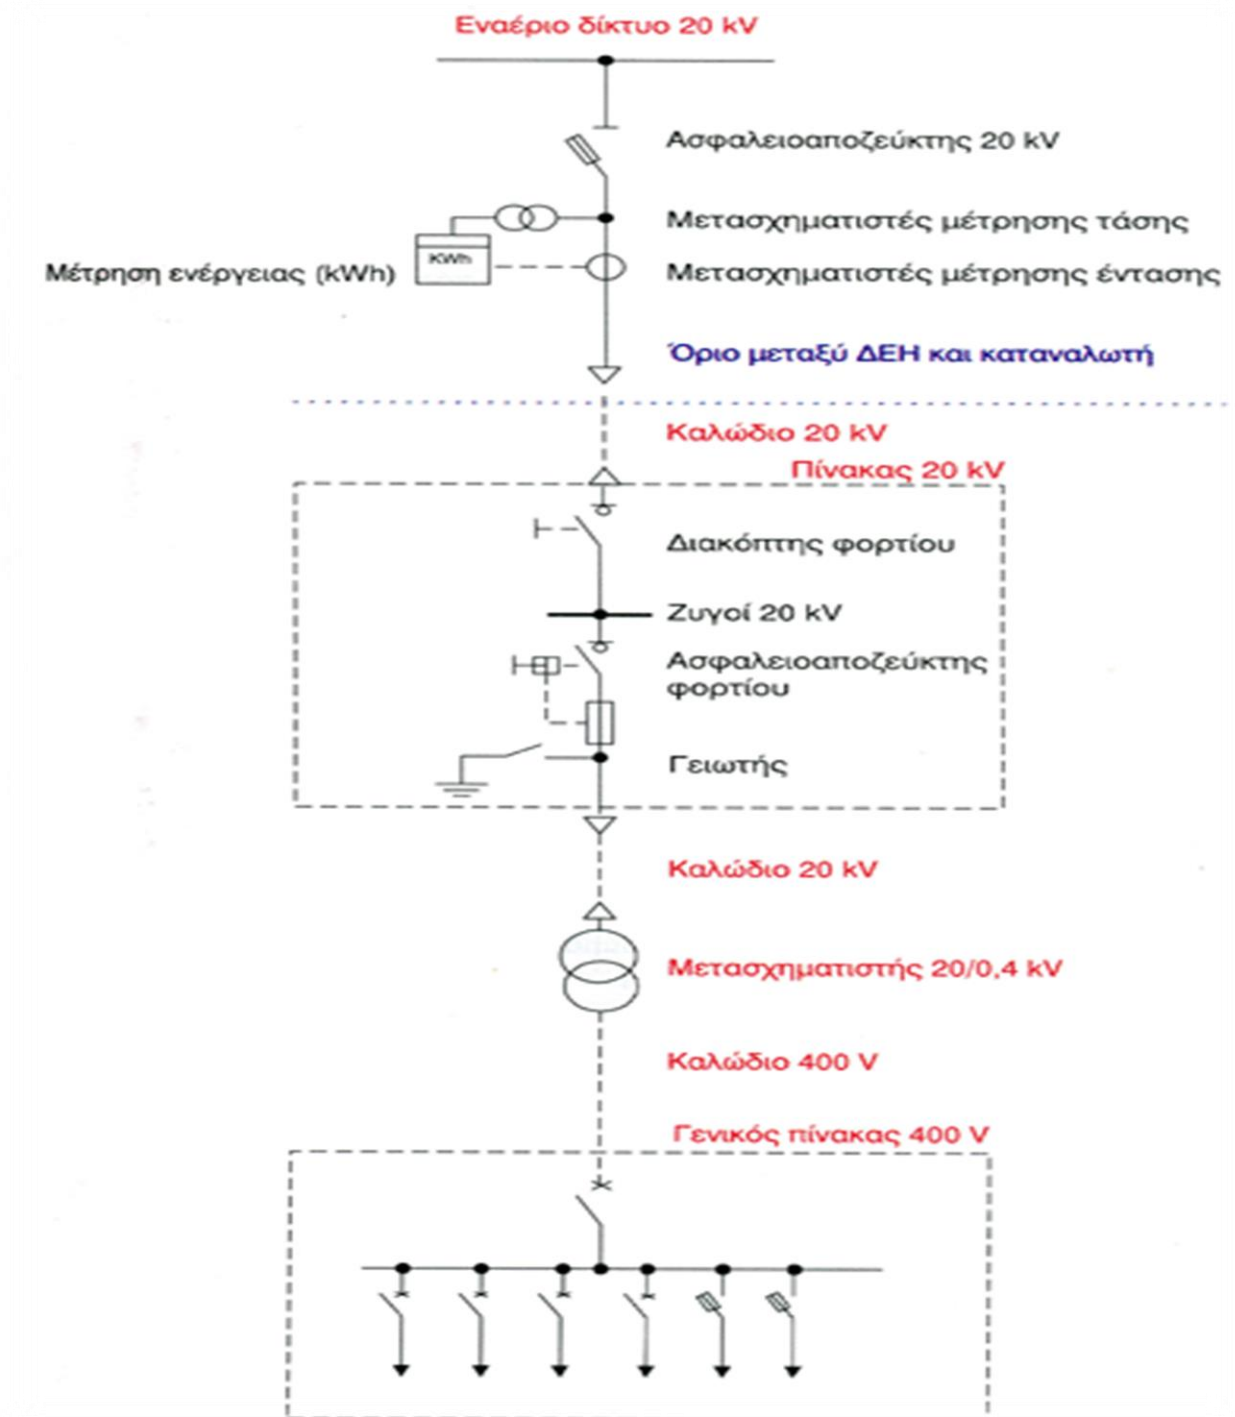 Εναέριο δίκτυο 20 kV
Ασφαλειοαποζεύκτης 20 kV
Μετασχηματιστές μέτρησης τάσης
KWh
Μέτρηση ενέργειας (kWh)
Μετασχηματιστές μέτρησης έντασης
Όριο μεταξύ ΔΕΗ και καταναλωτή
Καλώδιο 20 kV
Πίνακας 20 kV
Διακόπτης φορτίου
Ζυγοί 20 kV
Ασφαλειοαποζεύκτης
φορτίου
Γειωτής
Καλώδιο 20 kV
Μετασχηματιστής 20/0,4 kV
Καλώδιο 400 V
Γενικός πίνακας 400 V